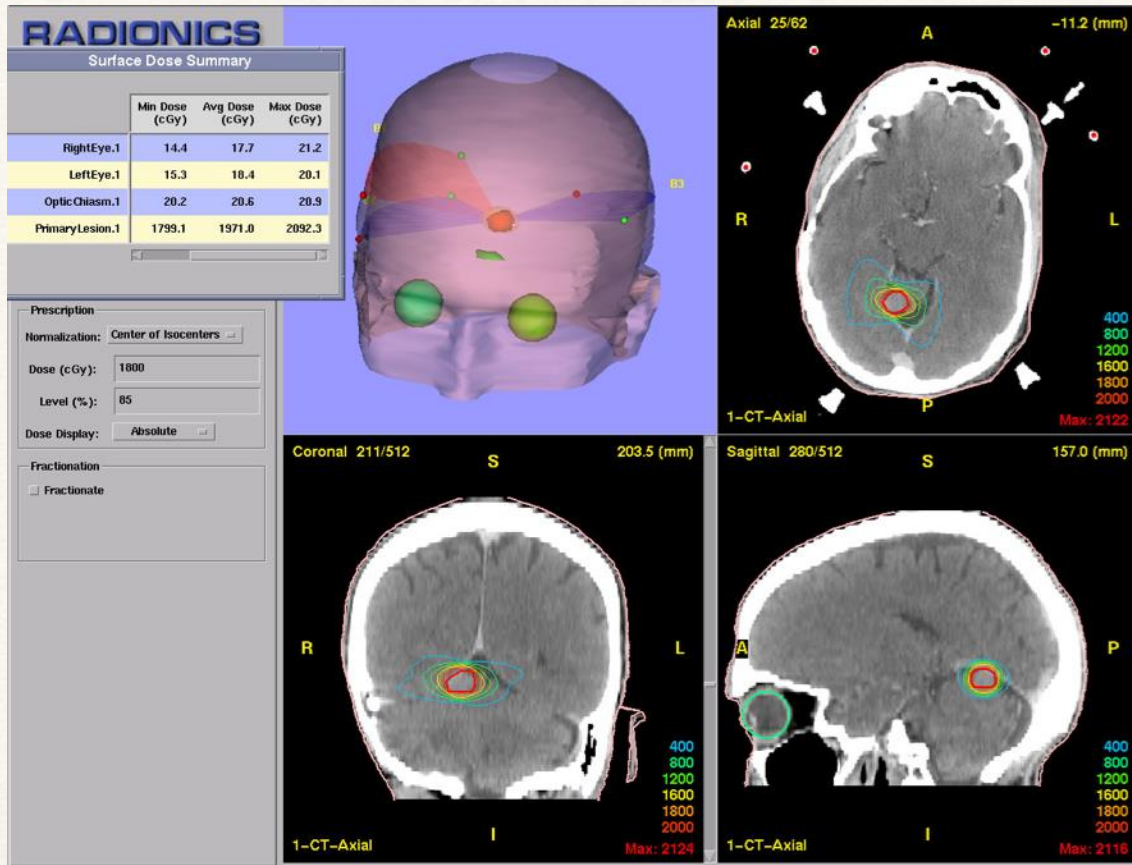 RADIONICS
Surface Dose Summary
Min Dose (cGy) Avg Dose (cGy) Max Dose (cGy)
RightEye.1 14.4 17.7 21.2
LeftEye.1 15.3 18.4 20.1
OpticChiasm.1 20.2 20.6 20.9
PrimaryLesion.1 1799.1 1971.0 2092.3
Prescription
Normalization: Center of Isocenters
Dose (cGy): 1800
Level (%): 85
Dose Display: Absolute
Fractionation
Fractionate
B3
Axial 25/62 -11.2 (mm)
A
R L
P
400
800
1200
1600
1800
2000
1-CT-Axial Max: 2122
Coronal 211/512 203.5 (mm)
S
R L
I
400
800
1200
1600
1800
2000
1-CT-Axial Max: 2124
Sagittal 280/512 157.0 (mm)
S
A P
I
400
800
1200
1600
1800
2000
1-CT-Axial Max: 2116